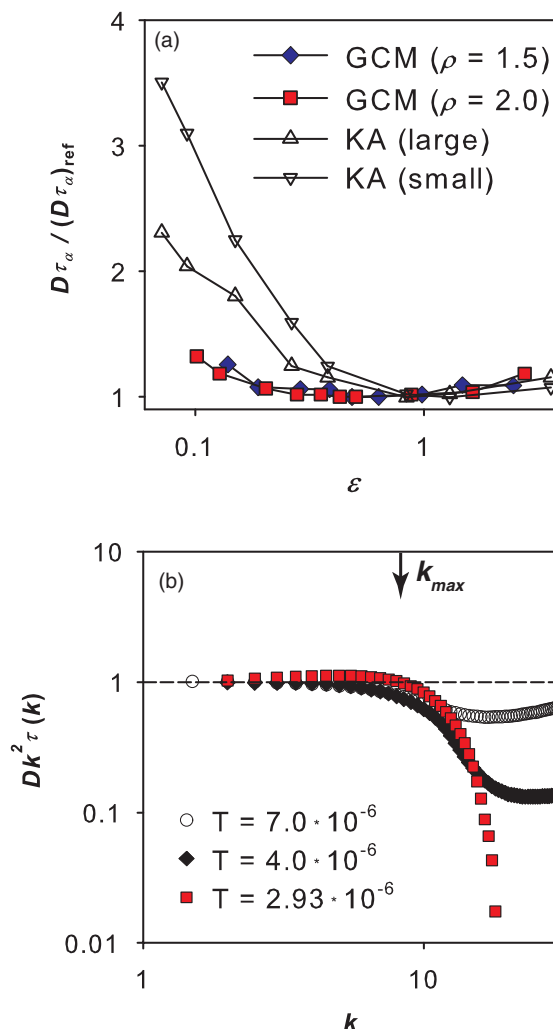 (a)
4
3
2
1
GCM (ρ = 1.5)
GCM (ρ = 2.0)
KA (large)
KA (small)
Dτα / (Dτα)ref
0.1
1
ε
(b)
10
1
0.1
0.01
kmax
Dk² τ (k)
T = 7.0 * 10⁻⁶
T = 4.0 * 10⁻⁶
T = 2.93 * 10⁻⁶
1
10
k